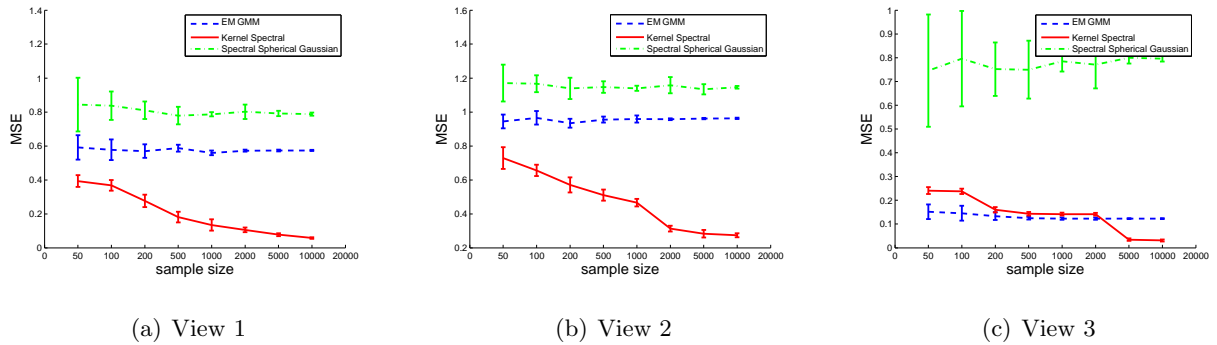 1.6
1.4
1.2
1
0.8
0.6
0.4
0.2
0
MSE
0 50 100 200 500 1000 2000 5000 10000 20000
sample size
EM GMM
Kernel Spectral
Spectral Spherical Gaussian
(a) View 1
1.6
1.4
1.2
1
0.8
0.6
0.4
0.2
MSE
0 50 100 200 500 1000 2000 5000 10000 20000
sample size
EM GMM
Kernel Spectral
Spectral Spherical Gaussian
(b) View 2
1
0.9
0.8
0.7
0.6
0.5
0.4
0.3
0.2
0.1
0
MSE
0 50 100 200 500 1000 2000 5000 10000 20000
sample size
EM GMM
Kernel Spectral
Spectral Spherical Gaussian
(c) View 3